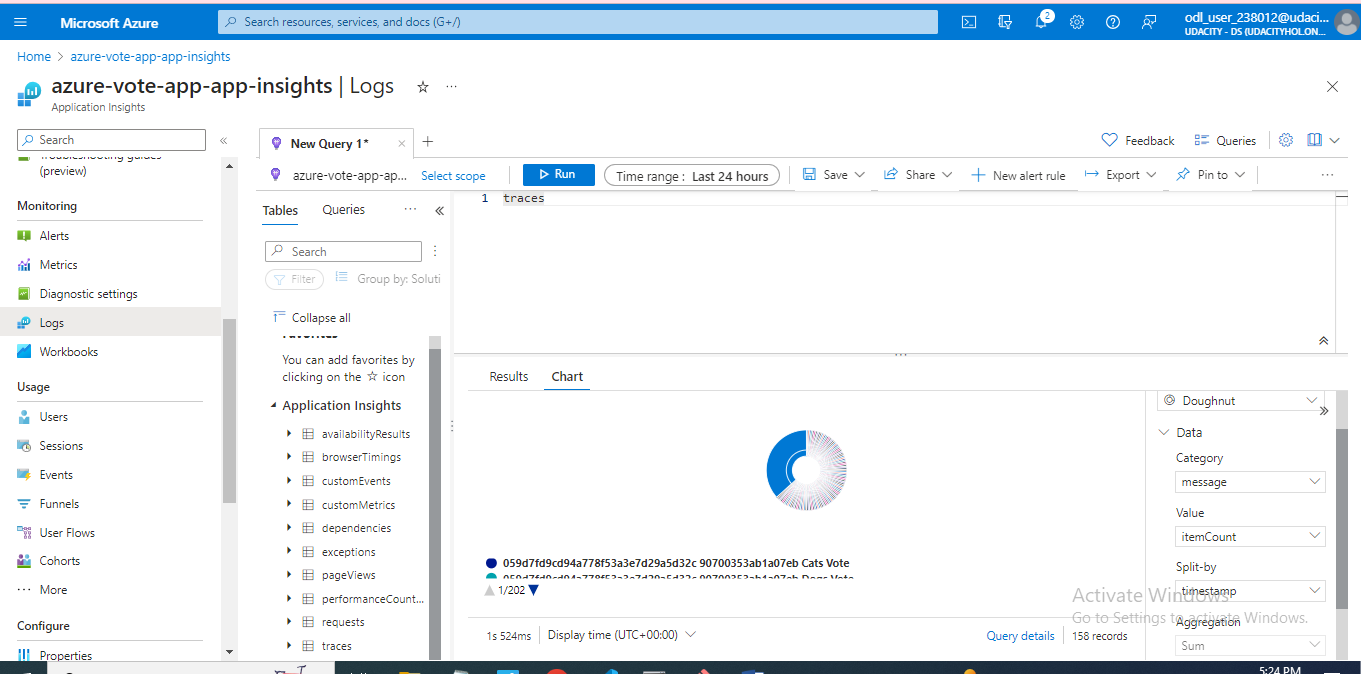 Microsoft Azure
Search resources, services, and docs (G+/)
2
odl_user_238012@udaci...
UDACITY - DS (UDACITYHOL.ON...
Home > azure-vote-app-app-insights
azure-vote-app-app-insights | Logs
Application Insights
Search
Troubleshooting guides
(preview)
Monitoring
Alerts
Metrics
Diagnostic settings
Logs
Workbooks
Usage
Users
Sessions
Events
Funnels
User Flows
Cohorts
More
Configure
Properties
New Query 1*
Feedback
Queries
azure-vote-app-ap...
Select scope
Run
Time range : Last 24 hours
Save
Share
New alert rule
Export
Pin to
Tables
Queries
Search
Filter
Group by: Soluti
Collapse all
Favorites
You can add favorites by
clicking on the ☆ icon
Application Insights
availabilityResults
browserTimings
customEvents
customMetrics
dependencies
exceptions
pageViews
performanceCount...
requests
traces
1 traces
Results
Chart
059d7fd9cd94a778f53a3e7d29a5d32c 90700353ab1a07eb Cats Vote
059d7fd9cd94a778f53a3e7d29a5d32c 90700353ab1a07eb Dogs Vote
1/202
1s 524ms
Display time (UTC+00:00)
Query details
158 records
Doughnut
Data
Category
message
Value
itemCount
Split-by
timestamp
Aggregation
Sum
Activate Windows
Go to Settings to activate Windows.
5:24 PM